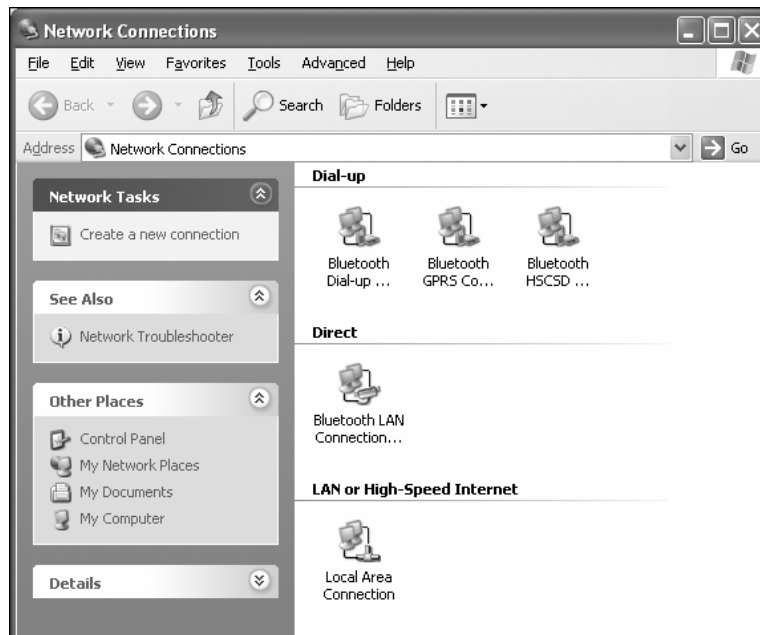 Network Connections
File Edit View Favorites Tools Advanced Help
Back Search Folders
Address Network Connections Go
Network Tasks
Create a new connection
See Also
Network Troubleshooter
Other Places
Control Panel
My Network Places
My Documents
My Computer
Details
Dial-up
Bluetooth
Dial-up ...
Bluetooth
GPRS Co...
Bluetooth
HSCSD ...
Direct
Bluetooth LAN
Connection...
LAN or High-Speed Internet
Local Area
Connection